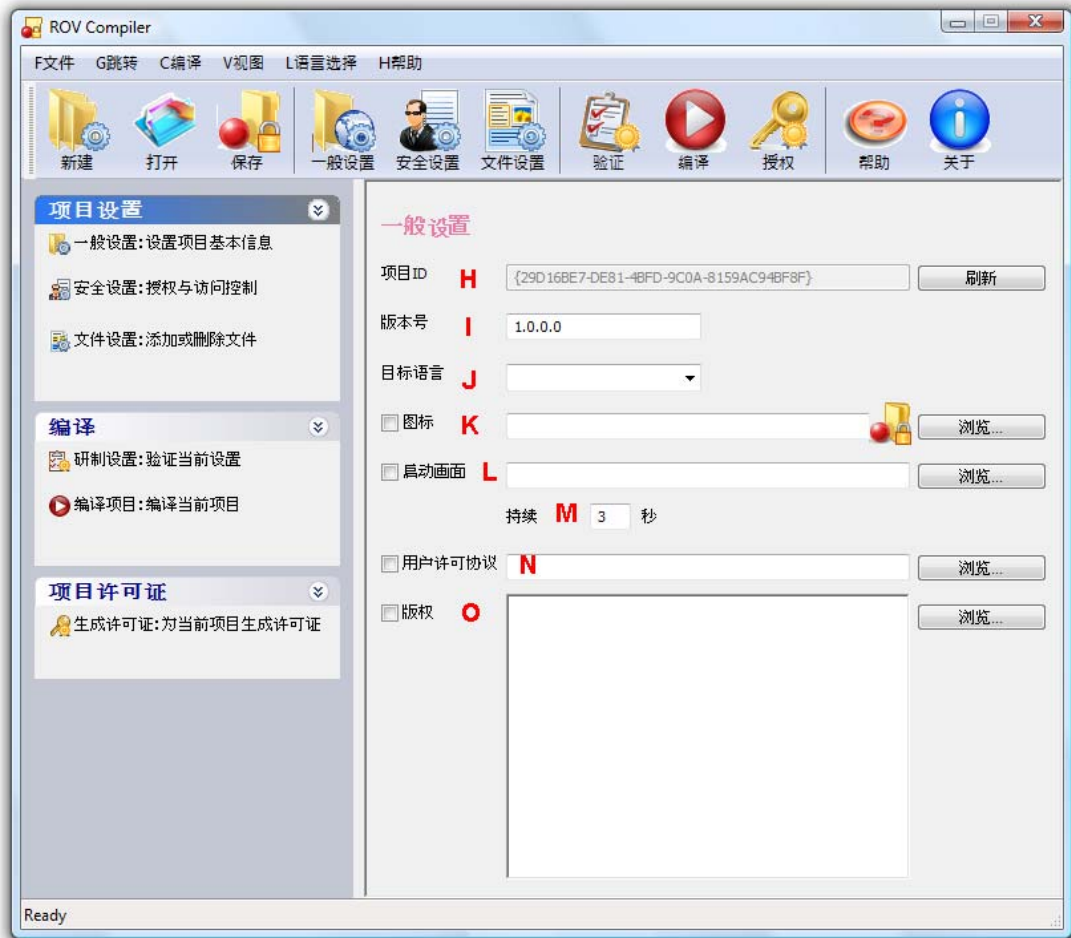 ROV Compiler
F文件 G跳转 C编译 V视图 L语言选择 H帮助
新建 打开 保存 一般设置 安全设置 文件设置 验证 编译 授权 帮助 关于
项目设置
一般设置:设置项目基本信息
安全设置:授权与访问控制
文件设置:添加或删除文件
编译
研制设置:验证当前设置
编译项目:编译当前项目
项目许可证
生成许可证:为当前项目生成许可证
一般设置
项目ID H {29D16BE7-DE81-4BFD-9C0A-8159AC94BF8F} 刷新
版本号 I 1.0.0.0
目标语言 J
图标 K 浏览...
启动画面 L 浏览...
持续 M 3 秒
用户许可协议 N 浏览...
版权 O 浏览...
Ready